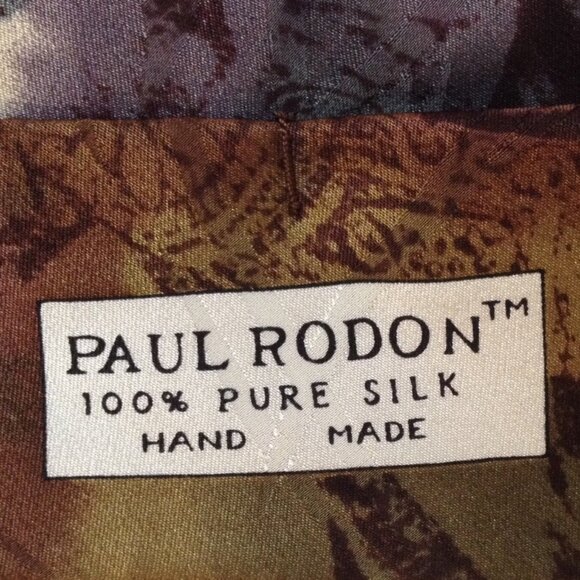 PAUL RODON™
100% PURE SILK
HAND MADE